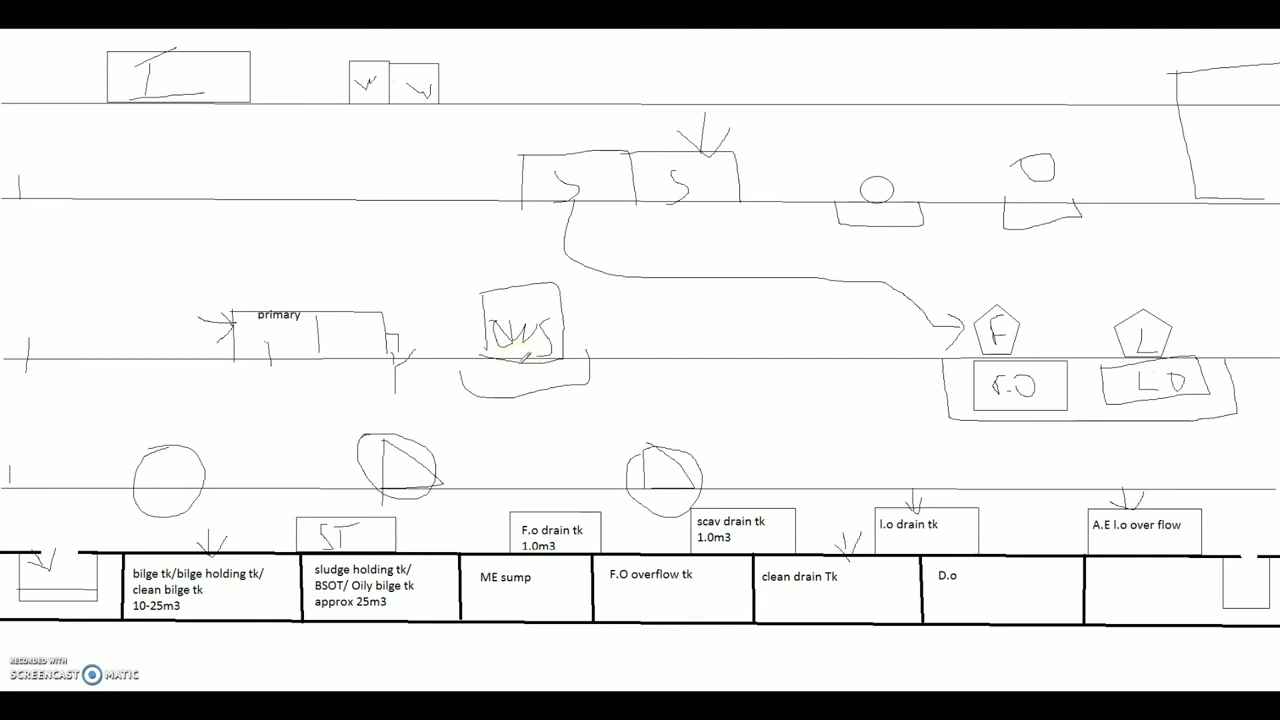 I
W W
S S
primary
OWS
F L
F.O L O
F.o drain tk
1.0m3
scav drain tk
1.0m3
l.o drain tk
A.E l.o over flow
ST
bilge tk/bilge holding tk/
clean bilge tk
10-25m3
sludge holding tk/
BSOT/ Oily bilge tk
approx 25m3
ME sump
F.O overflow tk
clean drain Tk
D.o
RECORDED WITH
SCREENCAST MATIC